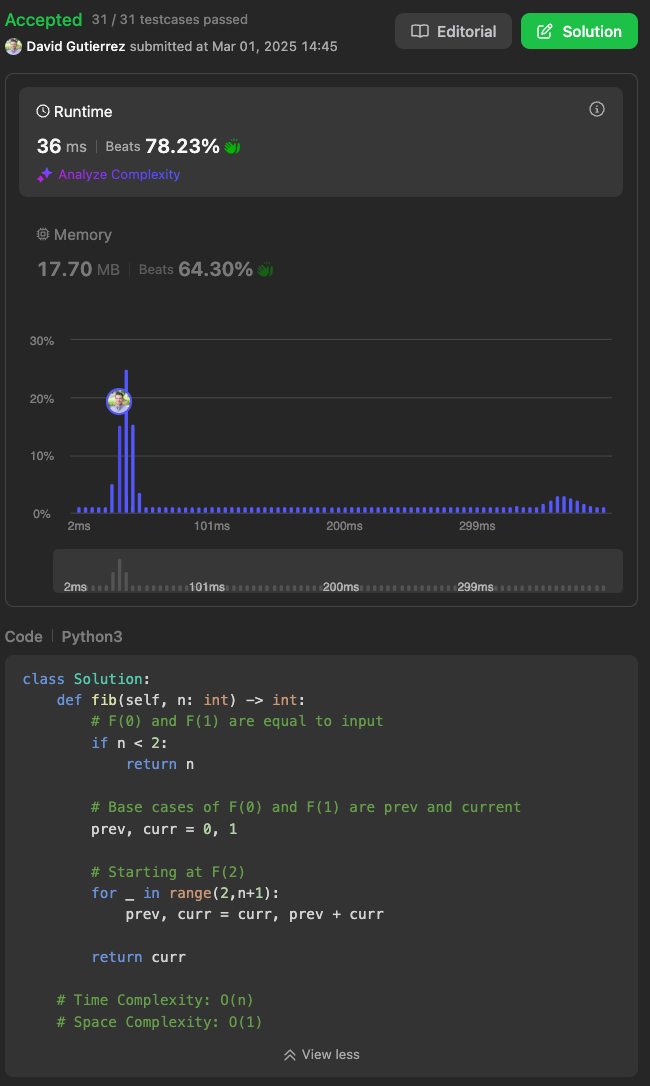 Accepted 31 / 31 testcases passed
David Gutierrez submitted at Mar 01, 2025 14:45
Editorial
Solution
Runtime
36 ms | Beats 78.23%
Analyze Complexity
Memory
17.70 MB | Beats 64.30%
30%
20%
10%
0%
2ms 101ms 200ms 299ms
2ms 101ms 200ms 299ms
Code | Python3
class Solution:
    def fib(self, n: int) -> int:
        # F(0) and F(1) are equal to input
        if n < 2:
            return n
        # Base cases of F(0) and F(1) are prev and current
        prev, curr = 0, 1
        # Starting at F(2)
        for _ in range(2,n+1):
            prev, curr = curr, prev + curr
        return curr
    # Time Complexity: O(n)
    # Space Complexity: O(1)
View less